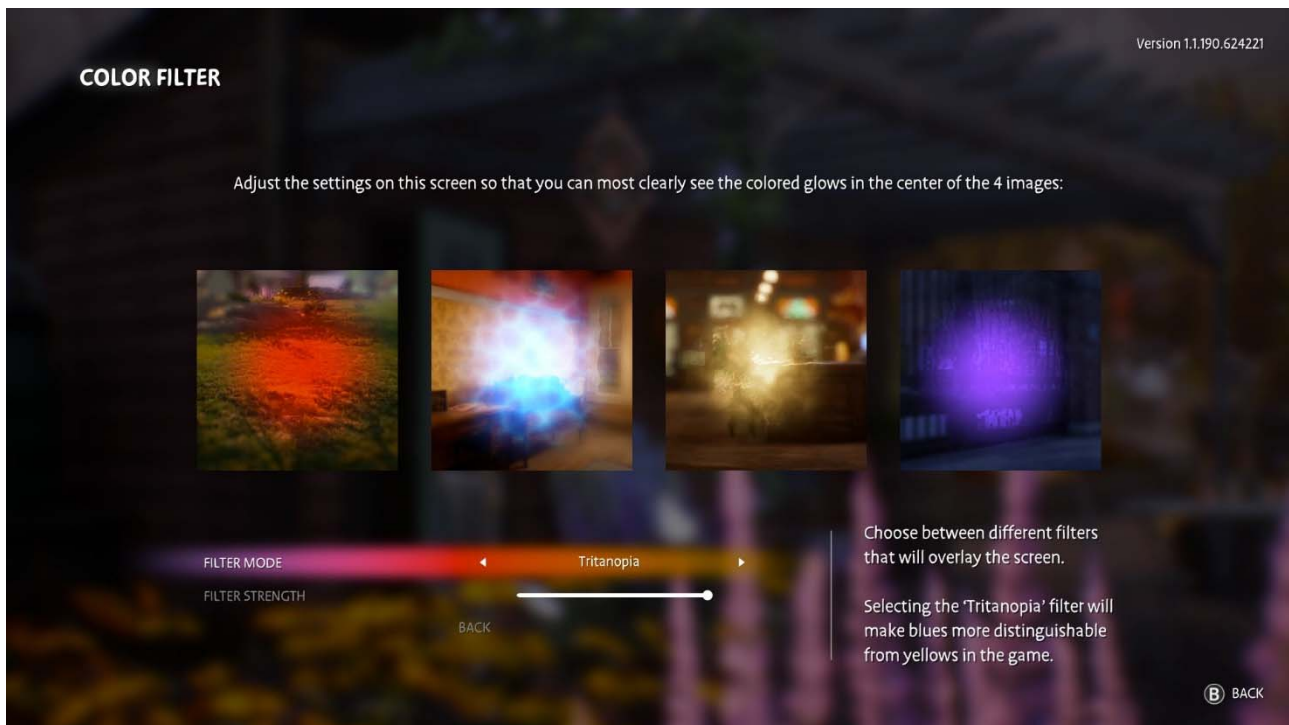 Version 1.1.190.624221
COLOR FILTER
Adjust the settings on this screen so that you can most clearly see the colored glows in the center of the 4 images:
FILTER MODE
Tritanopia
FILTER STRENGTH
BACK
Choose between different filters
that will overlay the screen.
Selecting the 'Tritanopia' filter will
make blues more distinguishable
from yellows in the game.
B BACK